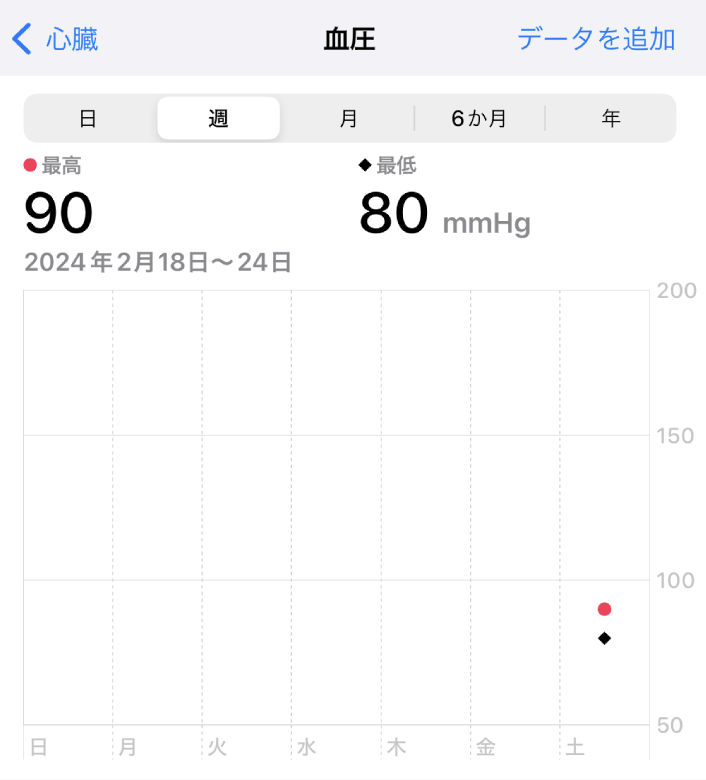 心臓 血圧 データを追加
日 週 月 6か月 年
最高 最低
90 80 mmHg
2024年2月18日〜24日
200
150
100
50
日 月 火 水 木 金 土